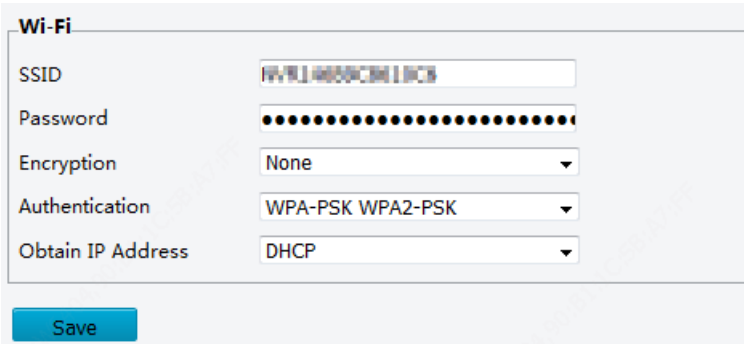 Wi-Fi
SSID
Password ●●●●●●●●●●●●●●●●●●●●●●●●●
Encryption None
Authentication WPA-PSK WPA2-PSK
Obtain IP Address DHCP
Save